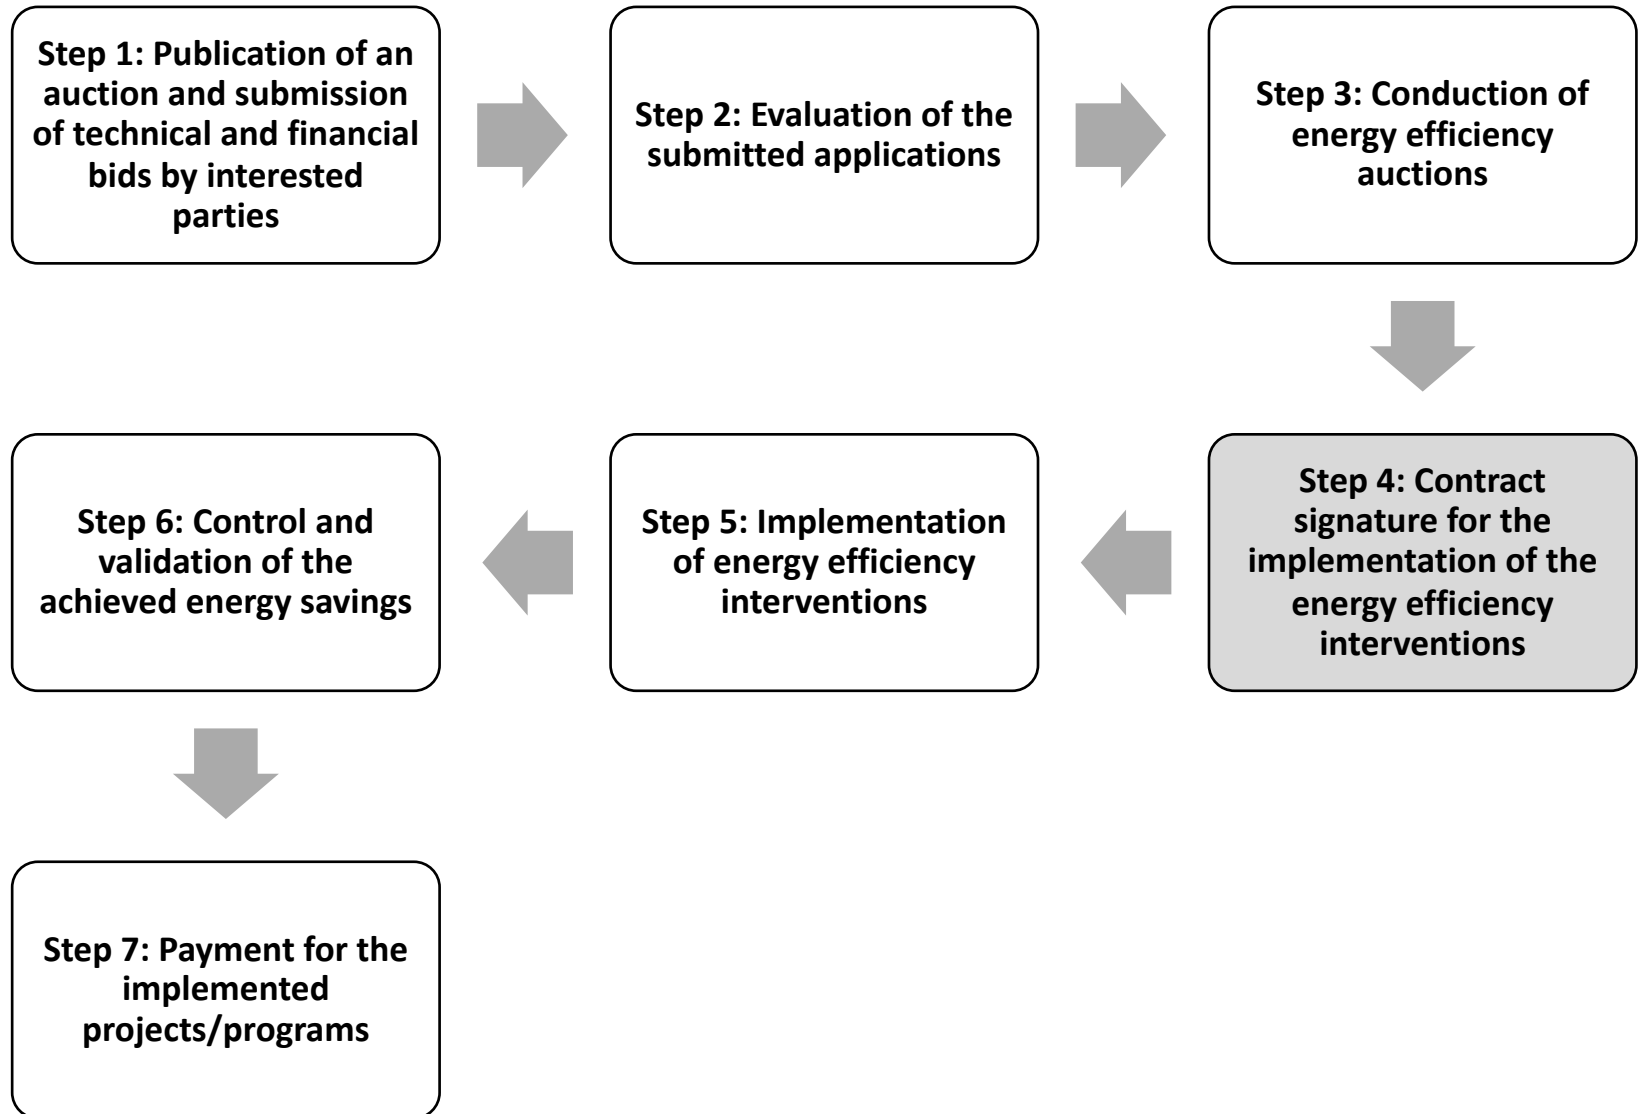 Step 1: Publication of an
auction and submission
of technical and financial
bids by interested
parties
Step 2: Evaluation of the
submitted applications
Step 3: Conduction of
energy efficiency
auctions
Step 4: Contract
signature for the
implementation of the
energy efficiency
interventions
Step 5: Implementation
of energy efficiency
interventions
Step 6: Control and
validation of the
achieved energy savings
Step 7: Payment for the
implemented
projects/programs